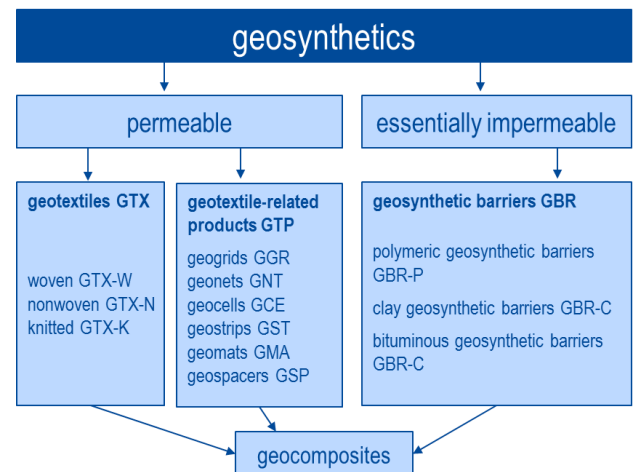 geosynthetics
permeable
essentially impermeable
geotextiles GTX
woven GTX-W
nonwoven GTX-N
knitted GTX-K
geotextile-related
products GTP
geogrids GGR
geonets GNT
geocells GCE
geostrips GST
geomats GMA
geospacers GSP
geosynthetic barriers GBR
polymeric geosynthetic barriers
GBR-P
clay geosynthetic barriers GBR-C
bituminous geosynthetic barriers
GBR-C
geocomposites